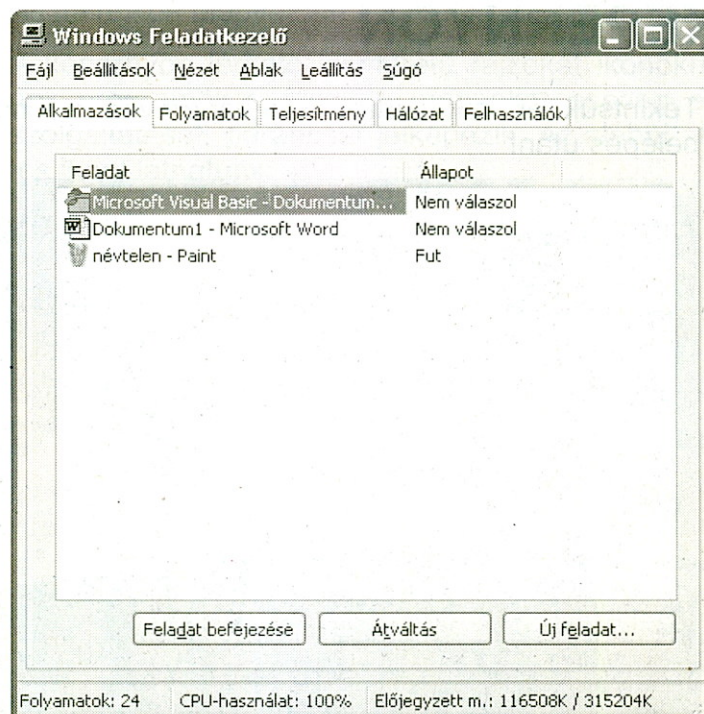 Windows Feladatkezelő
Fájl Beállítások Nézet Ablak Leállítás Súgó
Alkalmazások Folyamatok Teljesítmény Hálózat Felhasználók
Feladat Állapot
Microsoft Visual Basic - Dokumentum... Nem válaszol
Dokumentum1 - Microsoft Word Nem válaszol
névtelen - Paint Fut
Feladat befejezése Átváltás Új feladat...
Folyamatok: 24 CPU-használat: 100% Előjegyzett m.: 116508K / 315204K